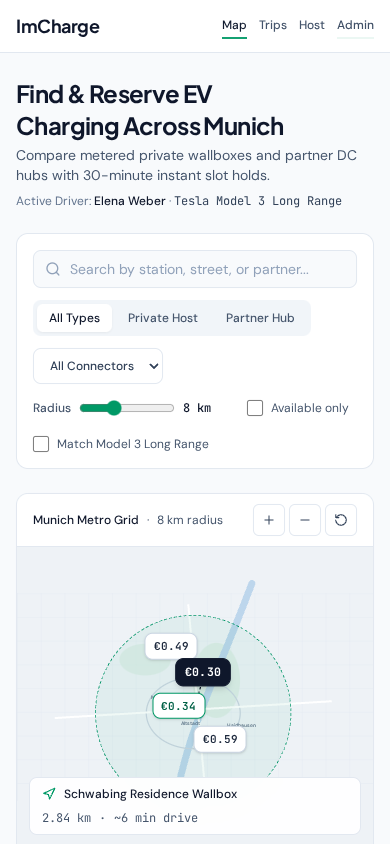 ImCharge
Map Trips Host Admin
Find & Reserve EV
Charging Across Munich
Compare metered private wallboxes and partner DC
hubs with 30-minute instant slot holds.
Active Driver: Elena Weber · Tesla Model 3 Long Range
Search by station, street, or partner...
All Types Private Host Partner Hub
All Connectors
Radius 8 km Available only
Match Model 3 Long Range
Munich Metro Grid · 8 km radius
€0.49
€0.30
€0.34
€0.59
Schwabing Residence Wallbox
2.84 km · ~6 min drive